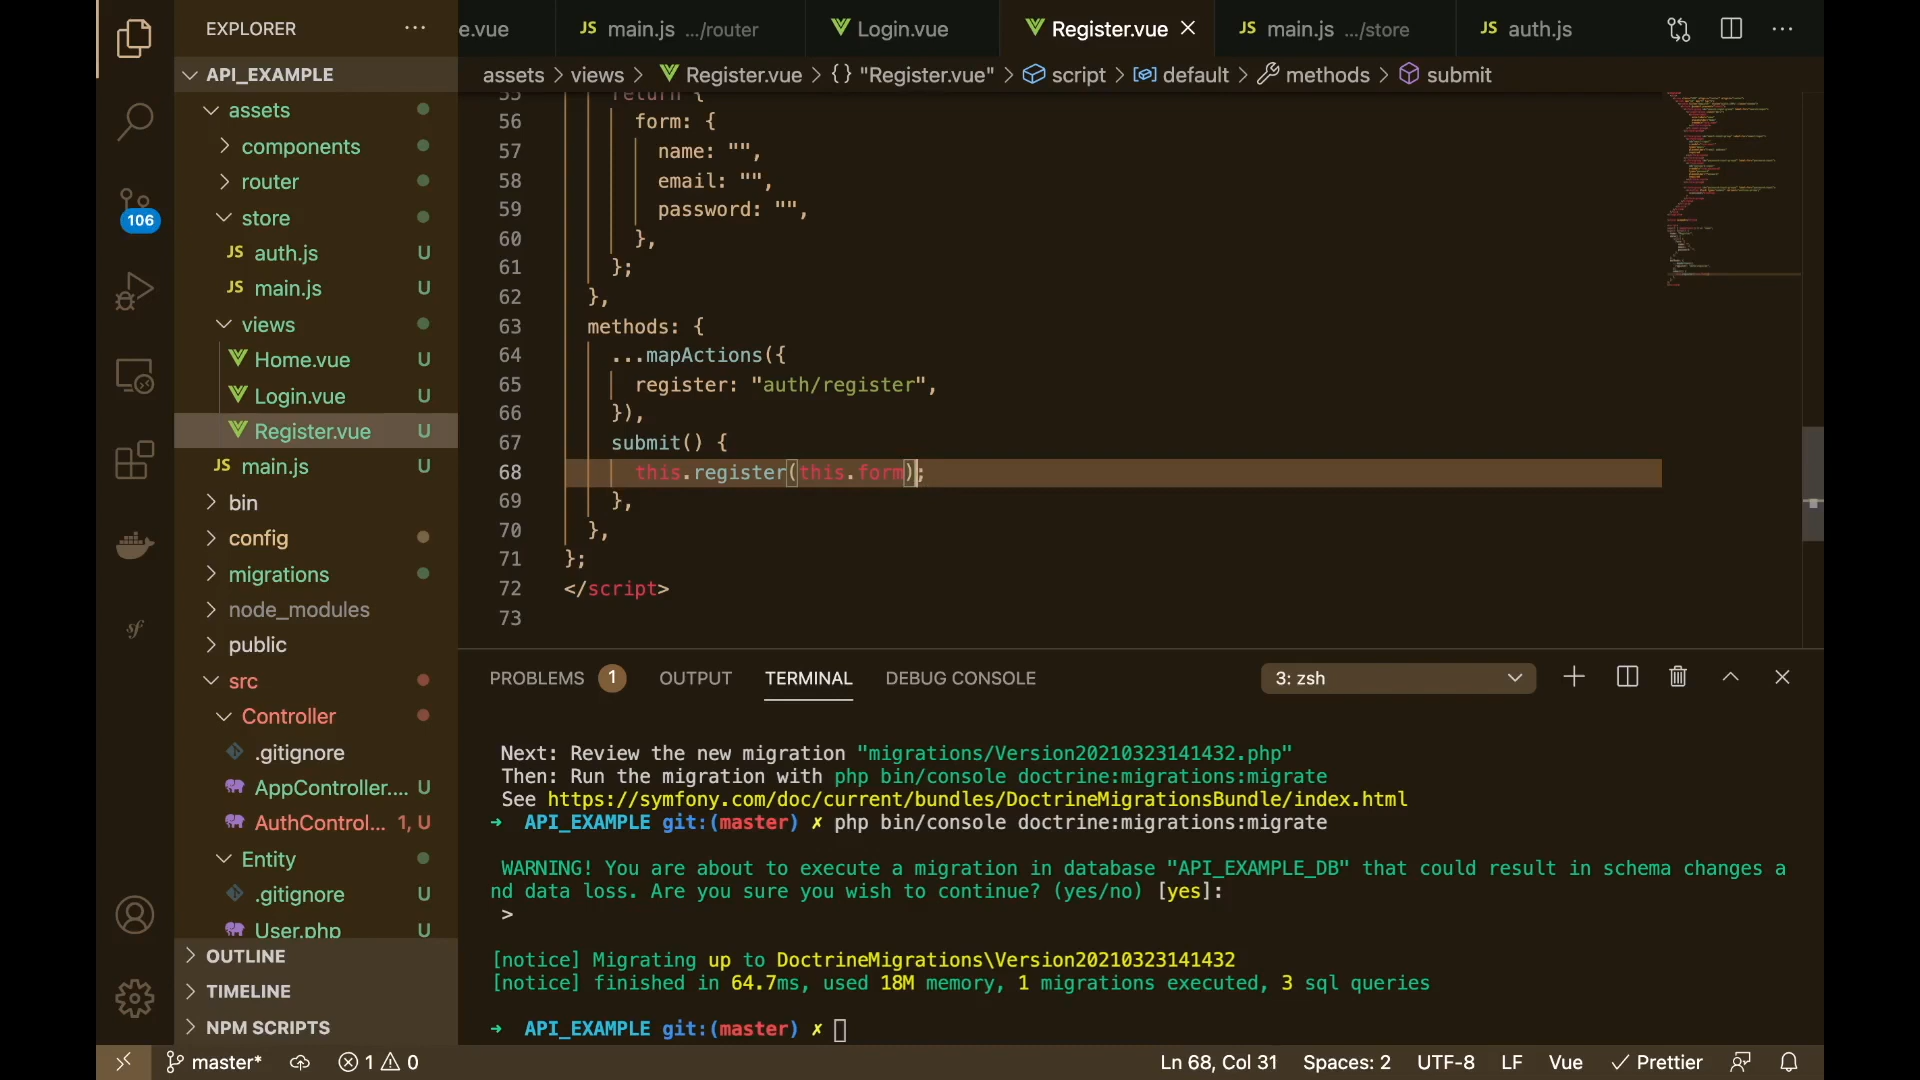 EXPLORER ...
API_EXAMPLE
assets
components
router
store
JS auth.js U
JS main.js U
views
Home.vue U
Login.vue U
Register.vue U
JS main.js U
bin
config
migrations
node_modules
public
src
Controller
.gitignore
AppController.... U
AuthControl... 1, U
Entity
.gitignore U
User.php U
OUTLINE
TIMELINE
NPM SCRIPTS
106
sf
e.vue JS main.js .../router Login.vue Register.vue JS main.js .../store JS auth.js ...
assets > views > Register.vue > {} "Register.vue" > script > default > methods > submit
55 return {
56 form: {
57 name: "",
58 email: "",
59 password: "",
60 },
61 };
62 },
63 methods: {
64 ...mapActions({
65 register: "auth/register",
66 }),
67 submit() {
68 this.register(this.form);
69 },
70 },
71 };
72 </script>
73
PROBLEMS 1 OUTPUT TERMINAL DEBUG CONSOLE 3: zsh
Next: Review the new migration "migrations/Version20210323141432.php"
Then: Run the migration with php bin/console doctrine:migrations:migrate
See https://symfony.com/doc/current/bundles/DoctrineMigrationsBundle/index.html
➜ API_EXAMPLE git:(master) ✗ php bin/console doctrine:migrations:migrate
WARNING! You are about to execute a migration in database "API_EXAMPLE_DB" that could result in schema changes a
nd data loss. Are you sure you wish to continue? (yes/no) [yes]:
>
[notice] Migrating up to DoctrineMigrations\Version20210323141432
[notice] finished in 64.7ms, used 18M memory, 1 migrations executed, 3 sql queries
➜ API_EXAMPLE git:(master) ✗
master* 1 0 Ln 68, Col 31 Spaces: 2 UTF-8 LF Vue ✓ Prettier